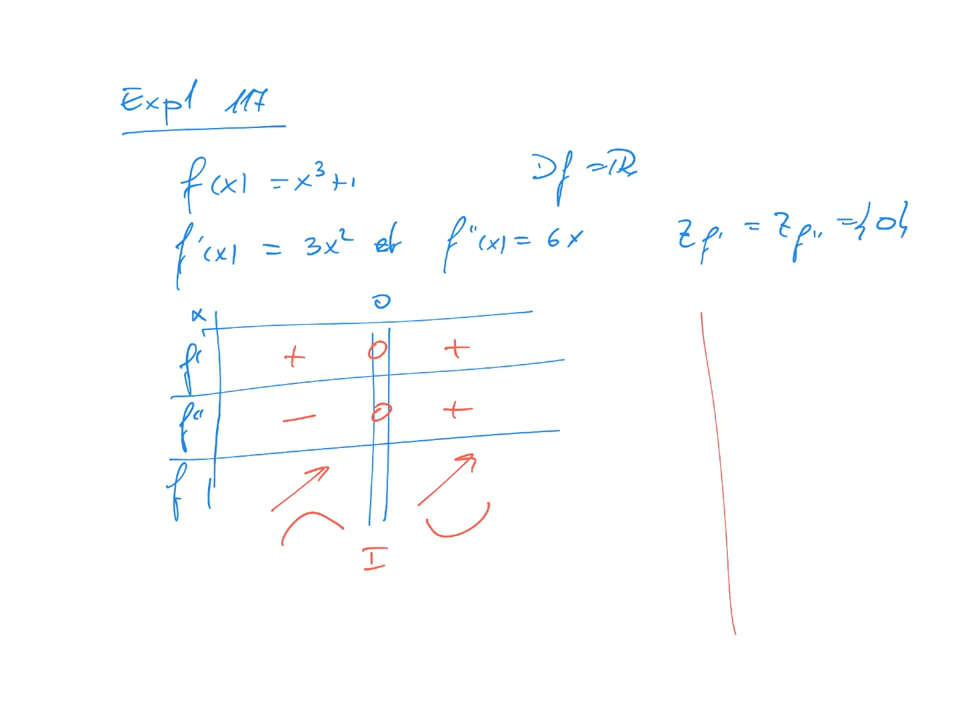 Expl 117
f(x) = x³+1 Df = ℝ
f'(x) = 3x² et f''(x) = 6x Zf' = Zf'' = {0}
x 0
f' + 0 +
f'' − 0 +
f ↗ ↗
I